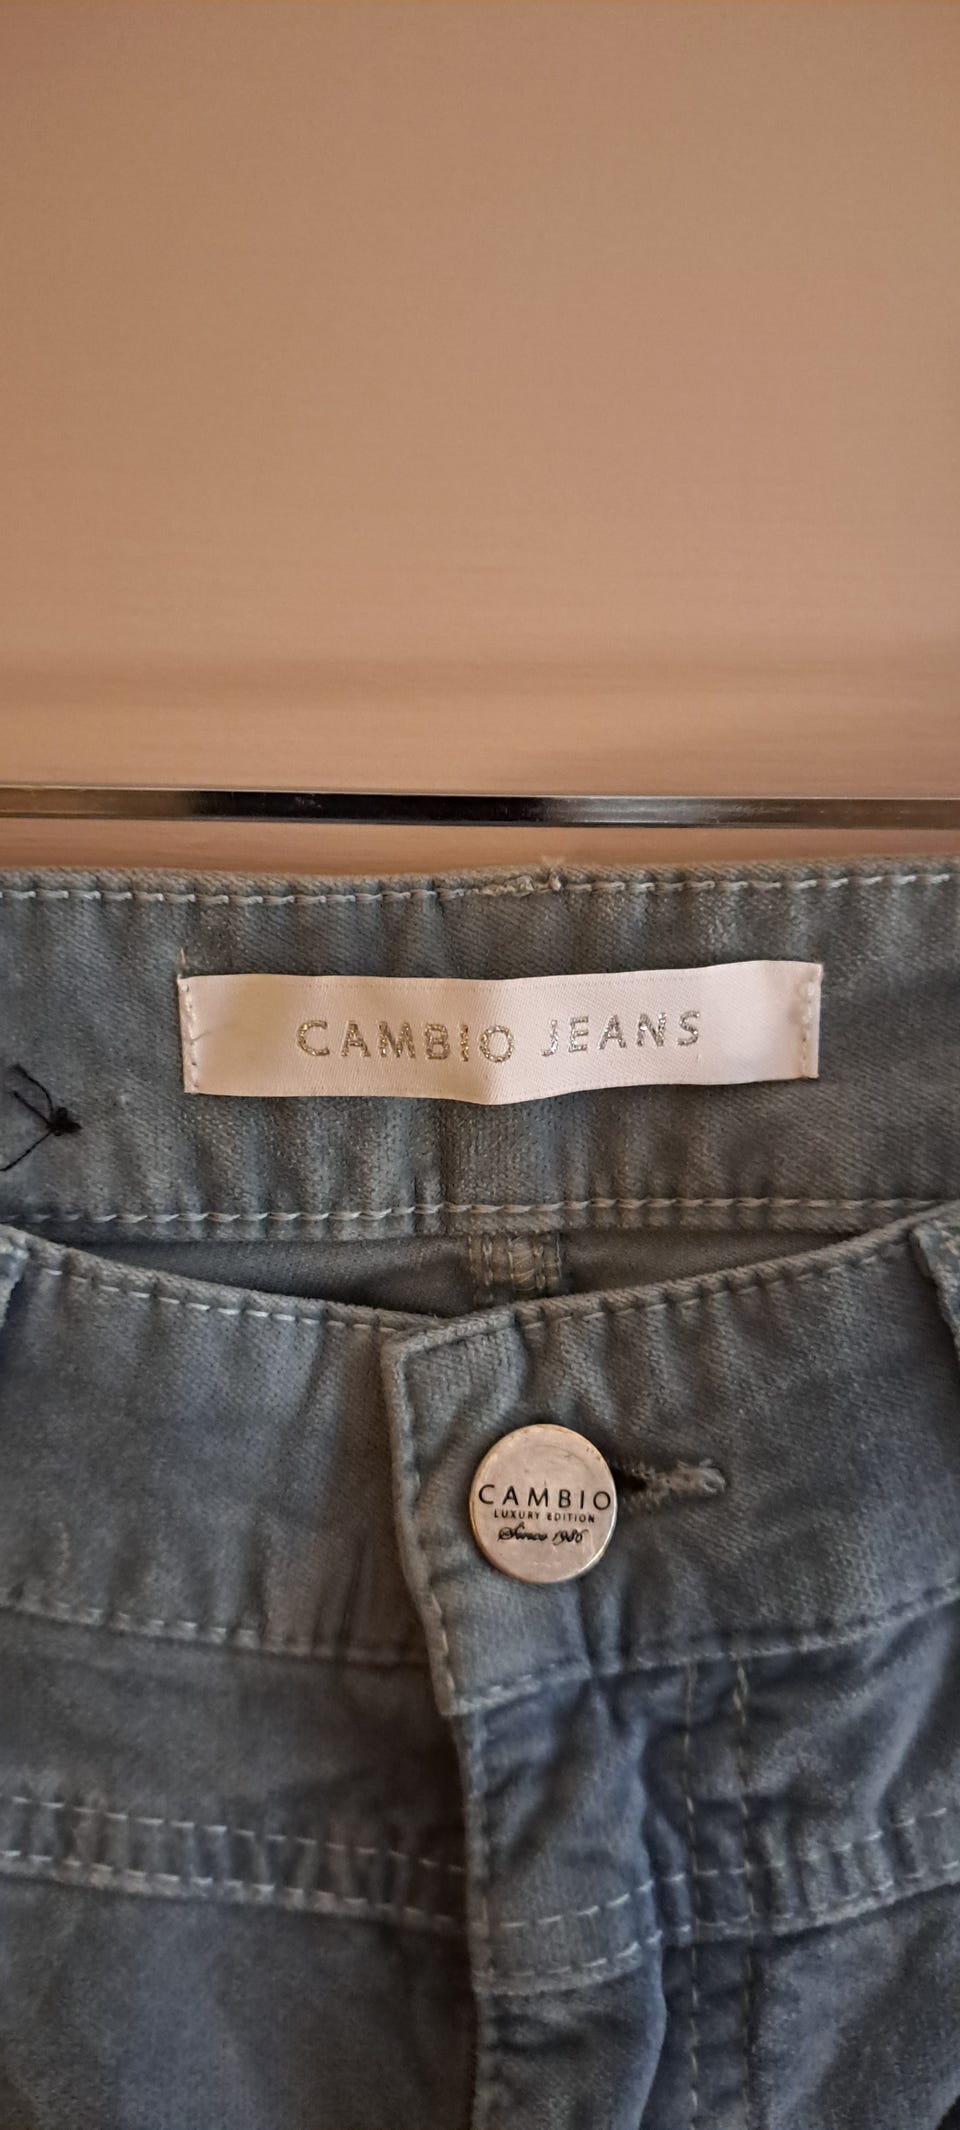 CAMBIO JEANS
CAMBIO
LUXURY EDITION
Since 1986